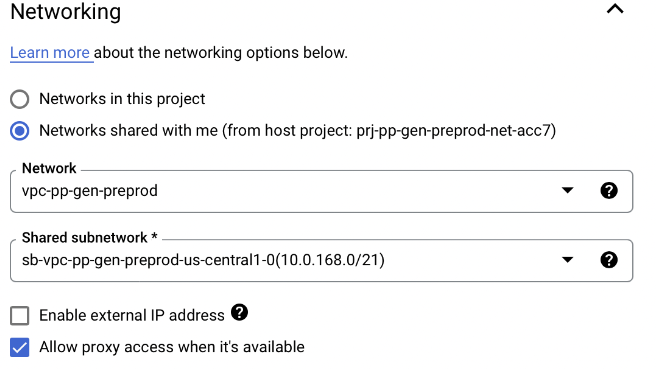 Networking
Learn more about the networking options below.
Networks in this project
Networks shared with me (from host project: prj-pp-gen-preprod-net-acc7)
Network
vpc-pp-gen-preprod
Shared subnetwork *
sb-vpc-pp-gen-preprod-us-central1-0(10.0.168.0/21)
Enable external IP address
Allow proxy access when it's available